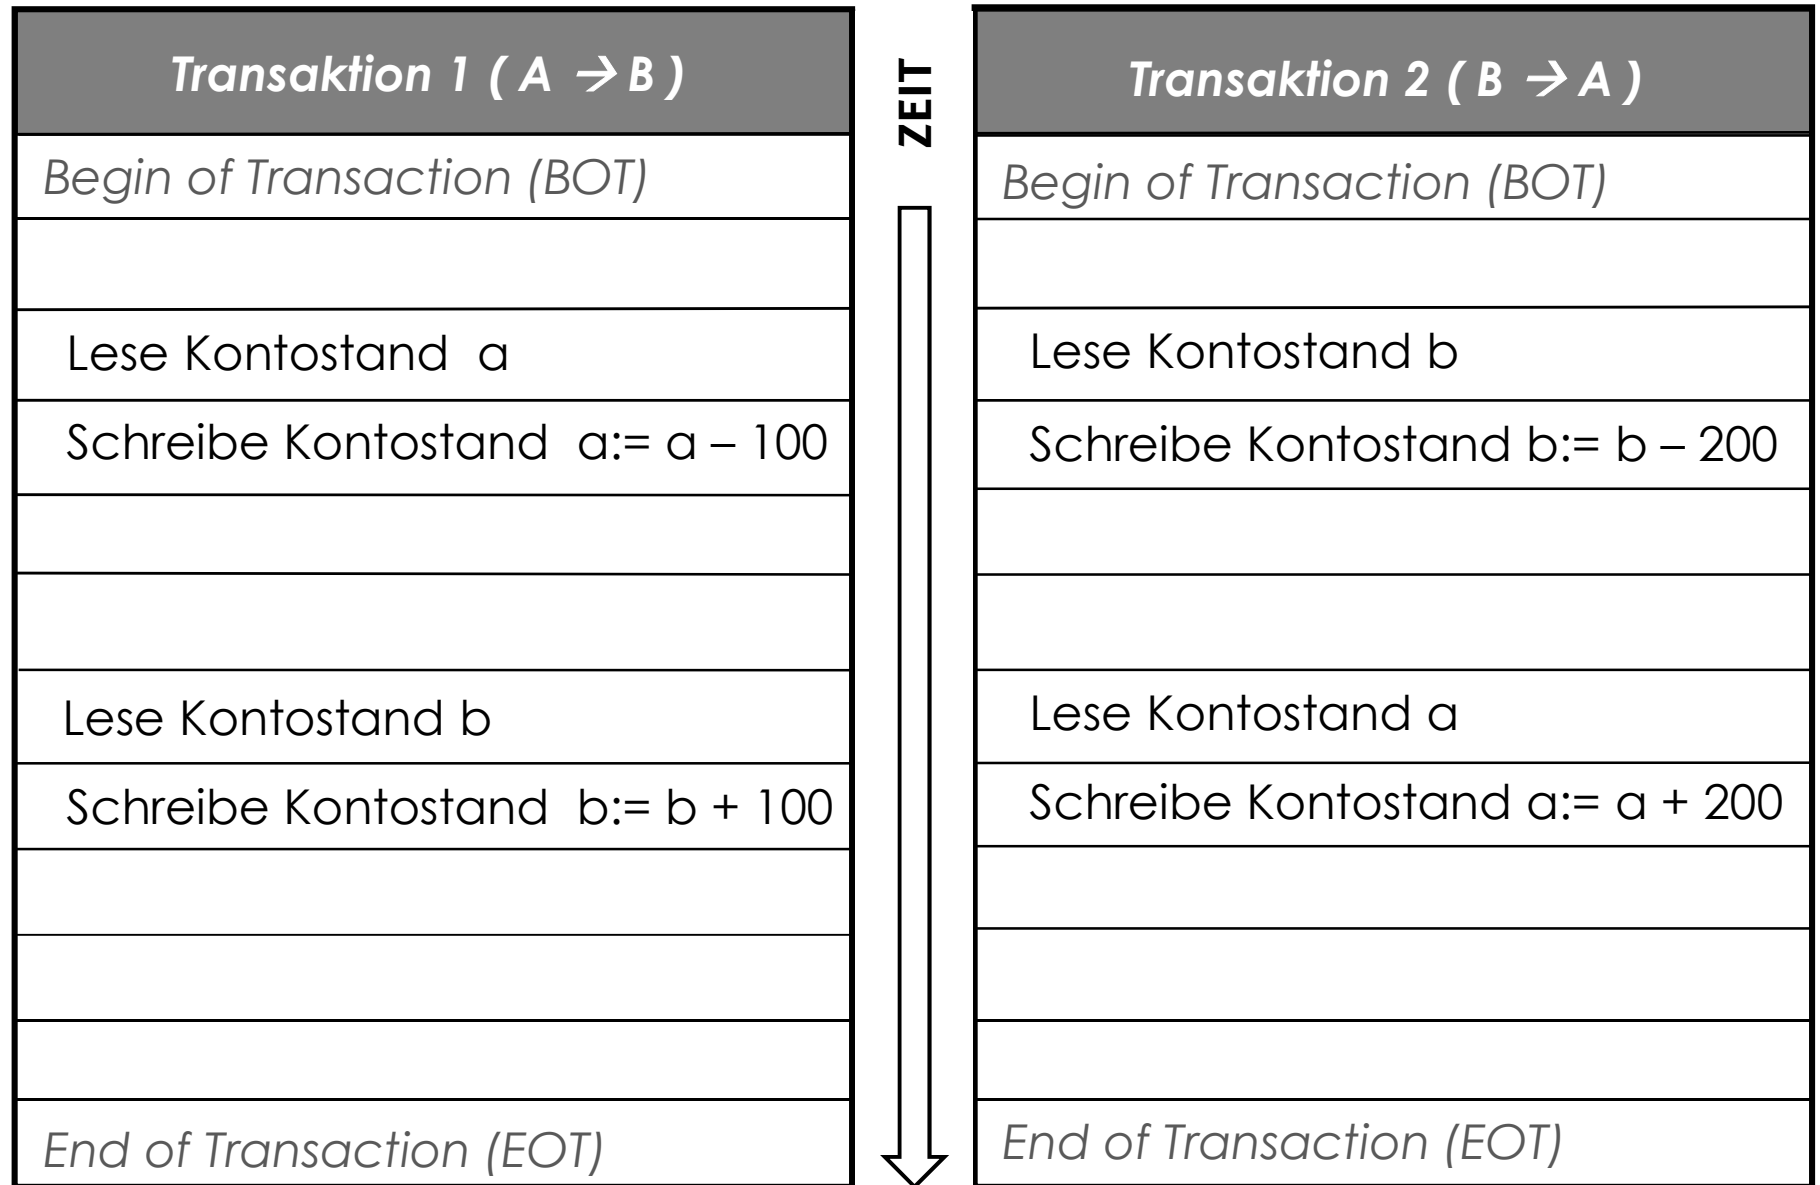 Transaktion 1 ( A → B )
Begin of Transaction (BOT)
Lese Kontostand a
Schreibe Kontostand a:= a – 100
Lese Kontostand b
Schreibe Kontostand b:= b + 100
End of Transaction (EOT)
ZEIT
Transaktion 2 ( B → A )
Begin of Transaction (BOT)
Lese Kontostand b
Schreibe Kontostand b:= b – 200
Lese Kontostand a
Schreibe Kontostand a:= a + 200
End of Transaction (EOT)